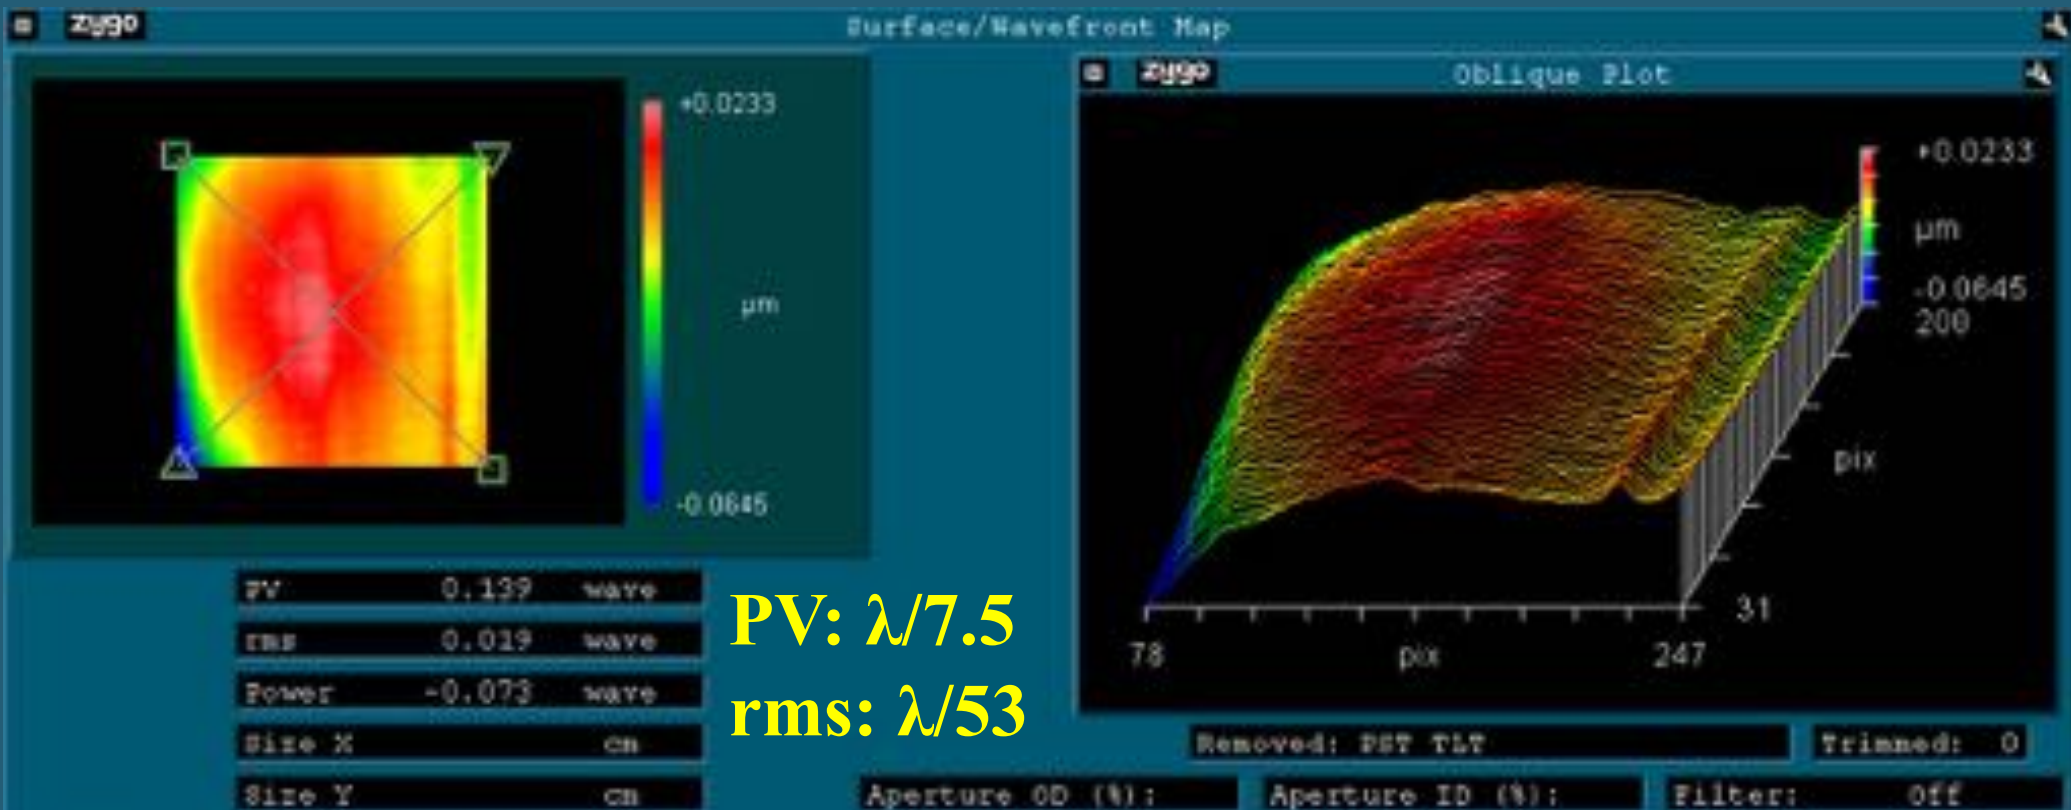 zygo
Surface/Wavefront Map
+0.0233
µm
-0.0645
zygo
Oblique Plot
+0.0233
µm
-0.0645
200
pix
31
78
pix
247
PV 0.139 wave
rms 0.019 wave
Power -0.073 wave
Size X cm
Size Y cm
PV: λ/7.5
rms: λ/53
Removed: PST TLT
Trimmed: 0
Aperture OD (%):
Aperture ID (%):
Filter: Off